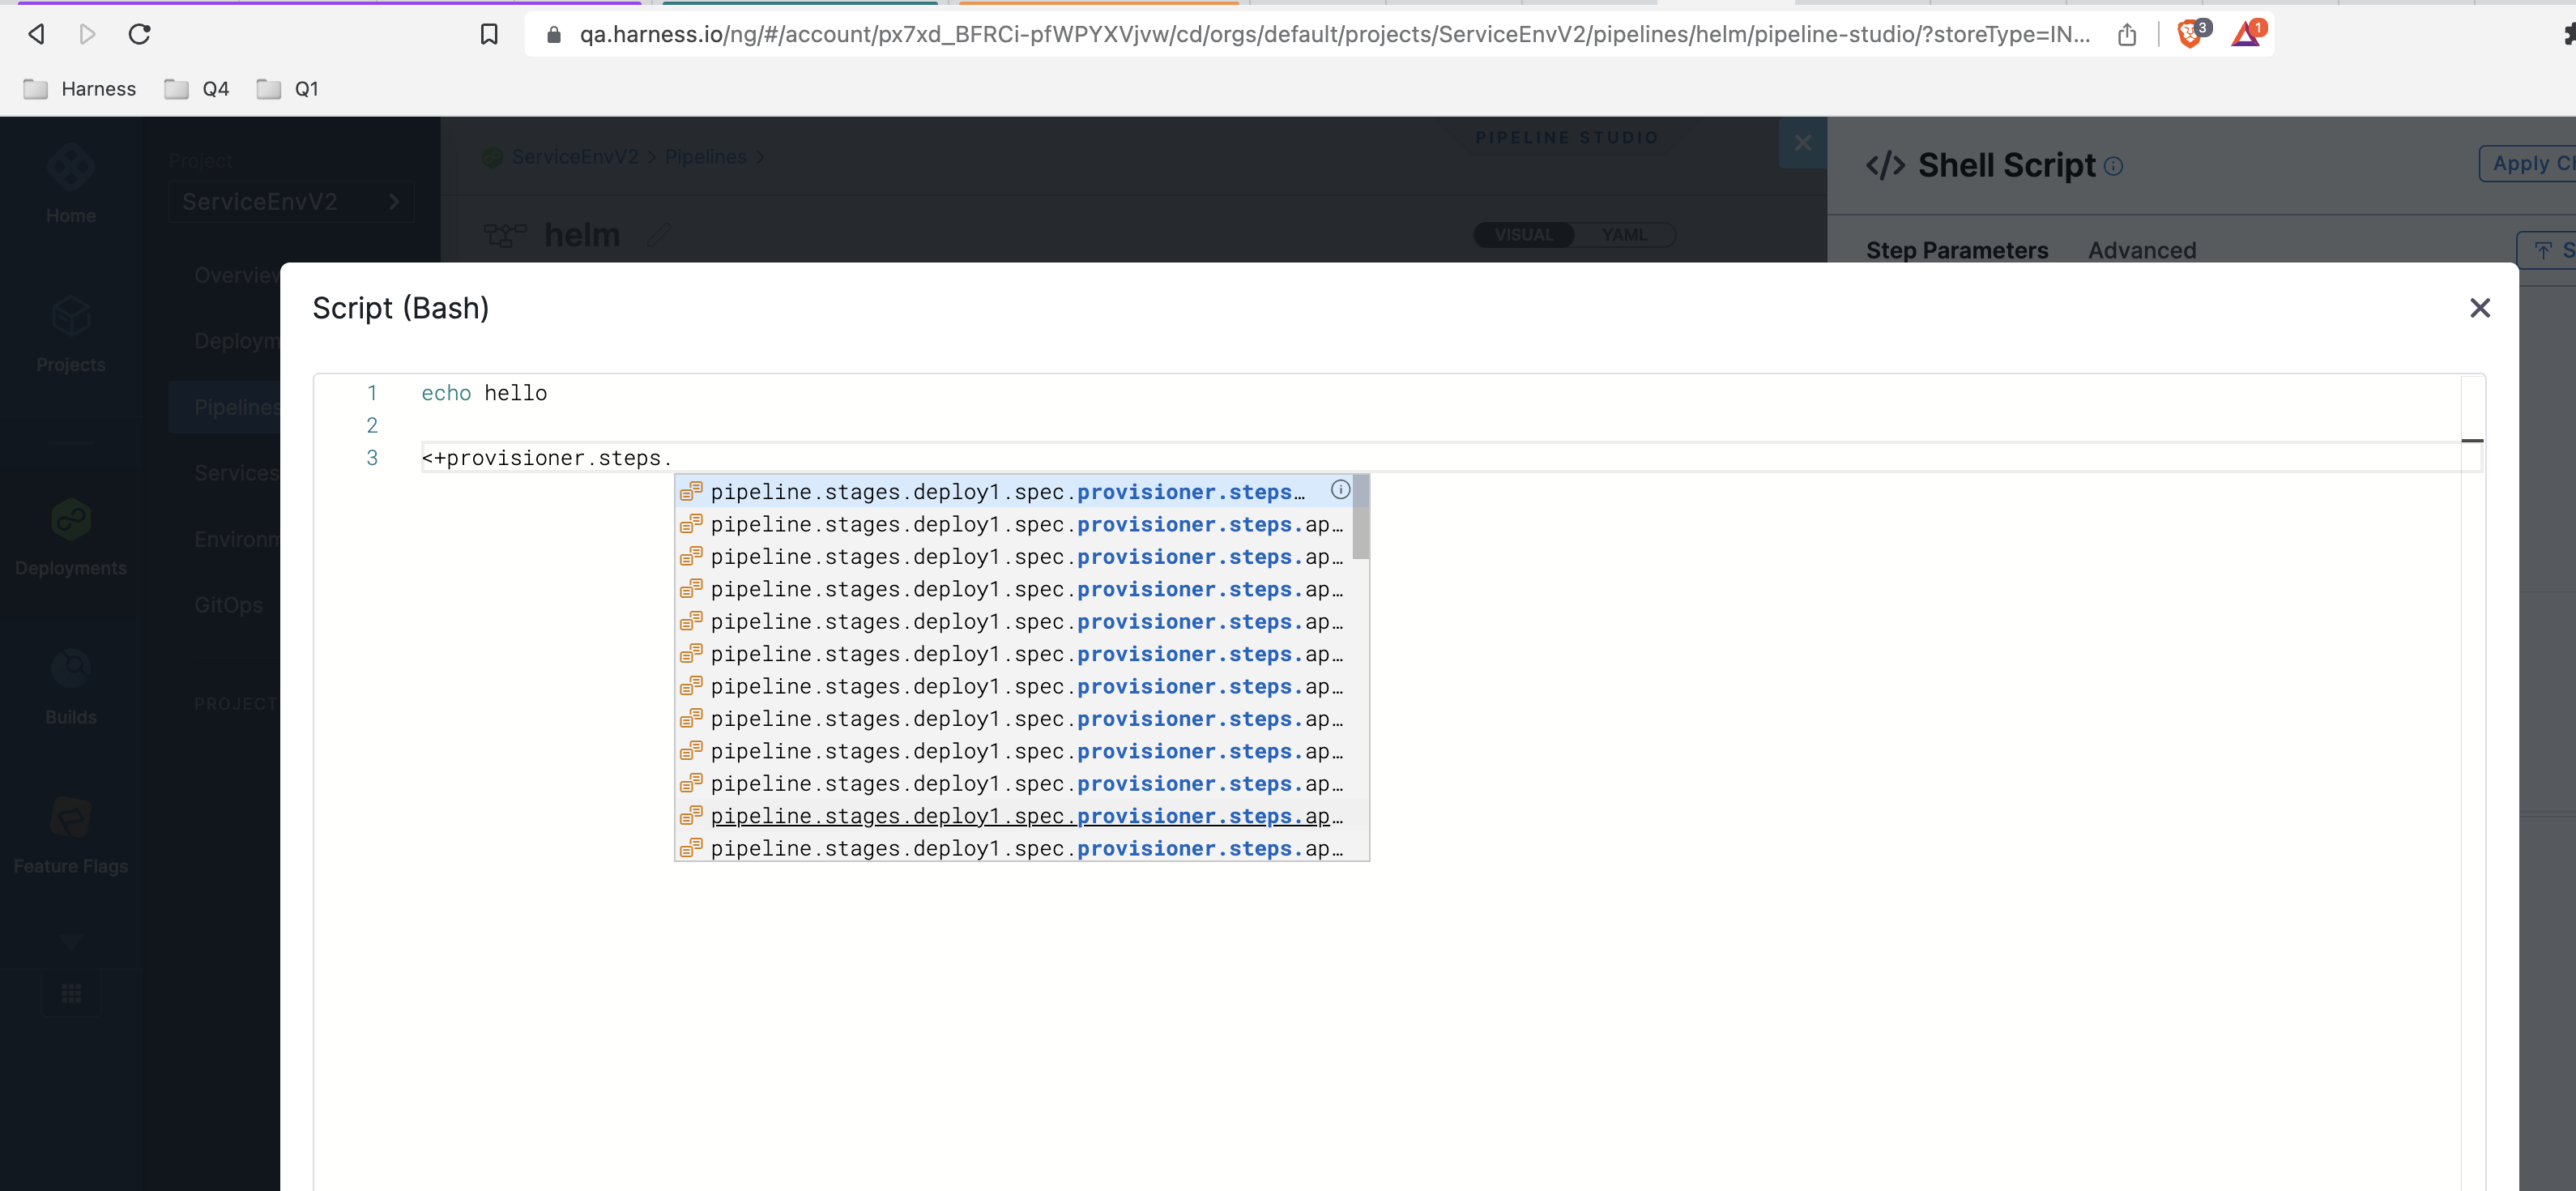 qa.harness.io/ng/#/account/px7xd_BFRCi-pfWPYXVjvw/cd/orgs/default/projects/ServiceEnvV2/pipelines/helm/pipeline-studio/?storeType=IN...
3
1
Harness
Q4
Q1
Home
Projects
Deployments
Builds
Feature Flags
Project
ServiceEnvV2
Overview
Deploym
Pipelines
Services
Environm
GitOps
PROJECT
ServiceEnvV2 > Pipelines >
PIPELINE STUDIO
helm
VISUAL
YAML
</> Shell Script
Apply Cl
Step Parameters
Advanced
S
Script (Bash)
1 echo hello
2
3 <+provisioner.steps.
pipeline.stages.deploy1.spec.provisioner.steps…
pipeline.stages.deploy1.spec.provisioner.steps.ap…
pipeline.stages.deploy1.spec.provisioner.steps.ap…
pipeline.stages.deploy1.spec.provisioner.steps.ap…
pipeline.stages.deploy1.spec.provisioner.steps.ap…
pipeline.stages.deploy1.spec.provisioner.steps.ap…
pipeline.stages.deploy1.spec.provisioner.steps.ap…
pipeline.stages.deploy1.spec.provisioner.steps.ap…
pipeline.stages.deploy1.spec.provisioner.steps.ap…
pipeline.stages.deploy1.spec.provisioner.steps.ap…
pipeline.stages.deploy1.spec.provisioner.steps.ap…
pipeline.stages.deploy1.spec.provisioner.steps.ap…